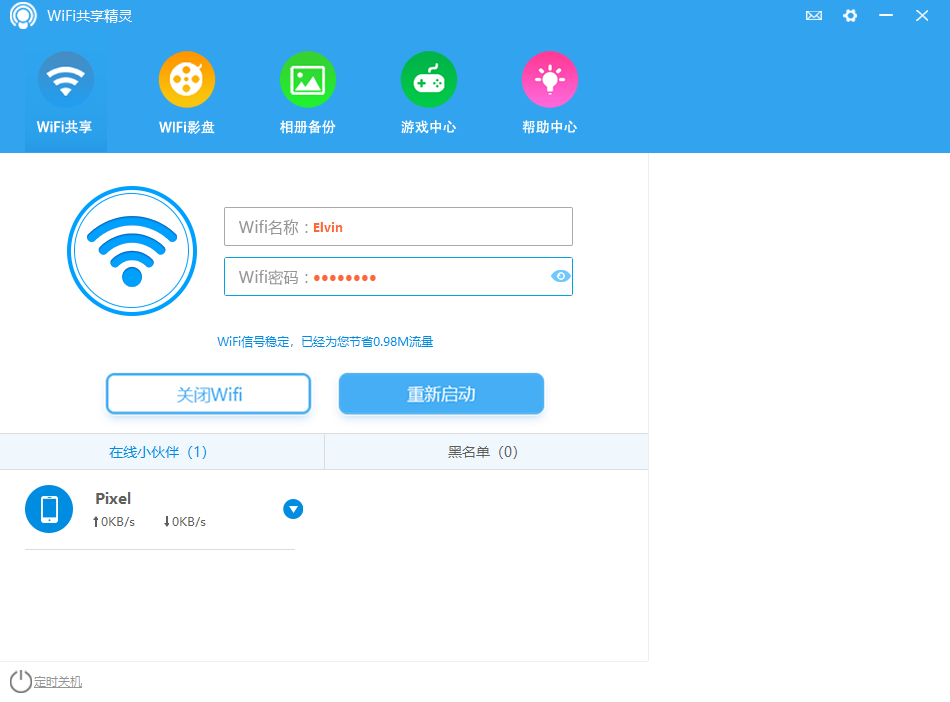 WiFi共享精灵
WiFi共享
WIFi影盘
相册备份
游戏中心
帮助中心
Wifi名称 : Elvin
Wifi密码 : ●●●●●●●●
WiFi信号稳定，已经为您节省0.98M流量
关闭Wifi
重新启动
在线小伙伴（1）
黑名单（0）
Pixel
⬆0KB/s
⬇0KB/s
定时关机